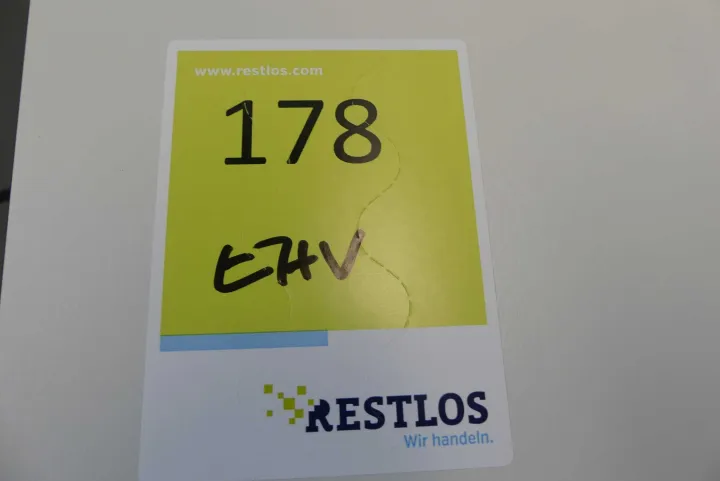 www.restlos.com
178
EHV
RESTLOS
Wir handeln.